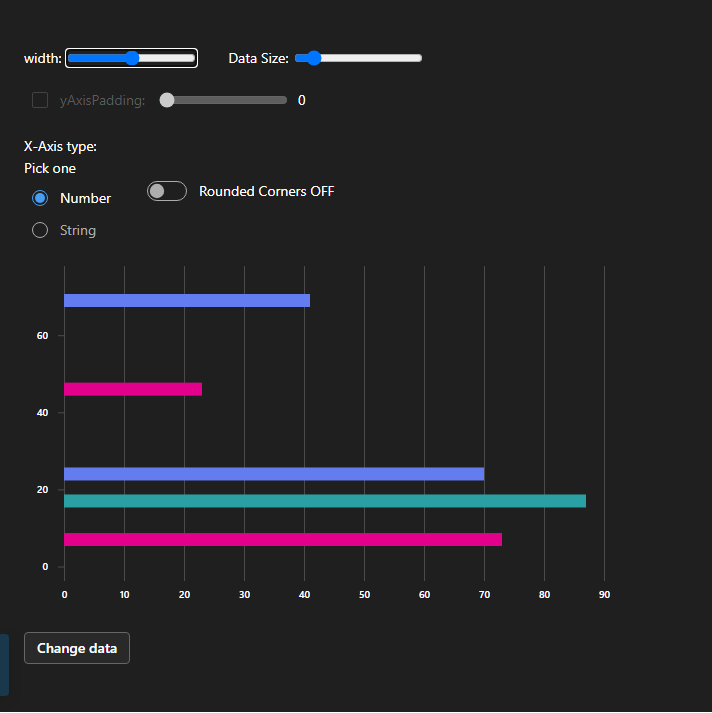 width: Data Size:
yAxisPadding: 0
X-Axis type:
Pick one
Number
Rounded Corners OFF
String
60
40
20
0
0 10 20 30 40 50 60 70 80 90
Change data